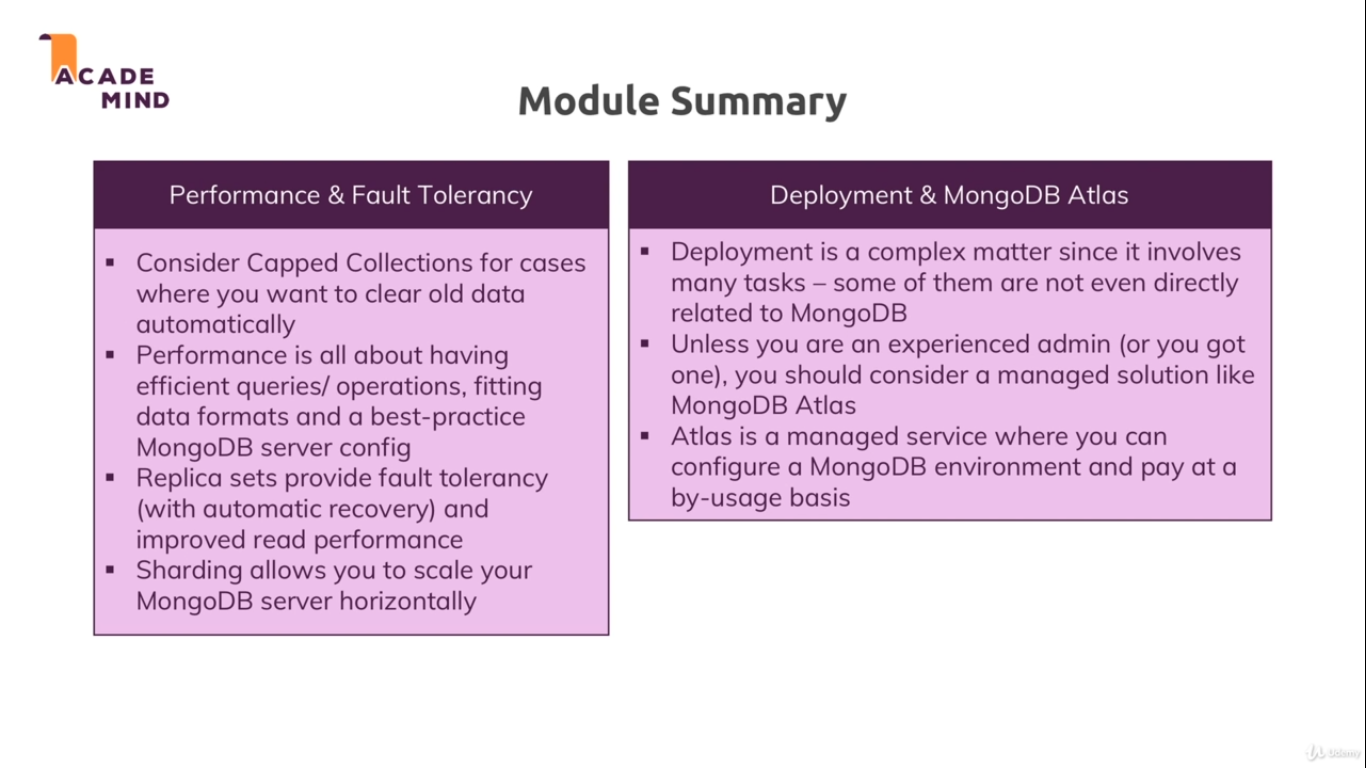 ACADE
MIND
Module Summary
Performance & Fault Tolerancy
▪ Consider Capped Collections for cases
where you want to clear old data
automatically
▪ Performance is all about having
efficient queries/ operations, fitting
data formats and a best-practice
MongoDB server config
▪ Replica sets provide fault tolerancy
(with automatic recovery) and
improved read performance
▪ Sharding allows you to scale your
MongoDB server horizontally
Deployment & MongoDB Atlas
▪ Deployment is a complex matter since it involves
many tasks – some of them are not even directly
related to MongoDB
▪ Unless you are an experienced admin (or you got
one), you should consider a managed solution like
MongoDB Atlas
▪ Atlas is a managed service where you can
configure a MongoDB environment and pay at a
by-usage basis
Udemy